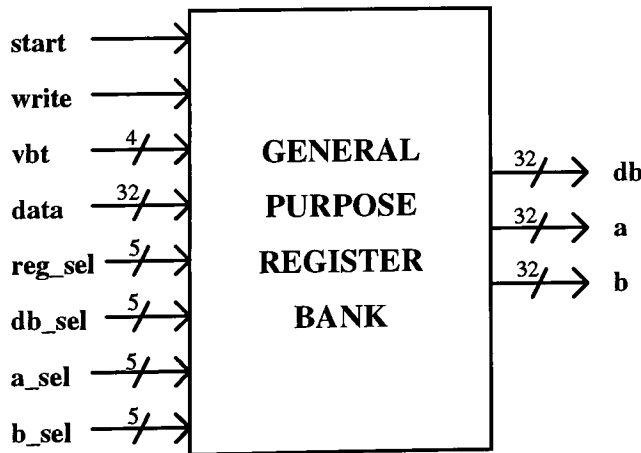 start
write
vbt 4
data 32
reg_sel 5
db_sel 5
a_sel 5
b_sel 5
GENERAL
PURPOSE
REGISTER
BANK
32 db
32 a
32 b